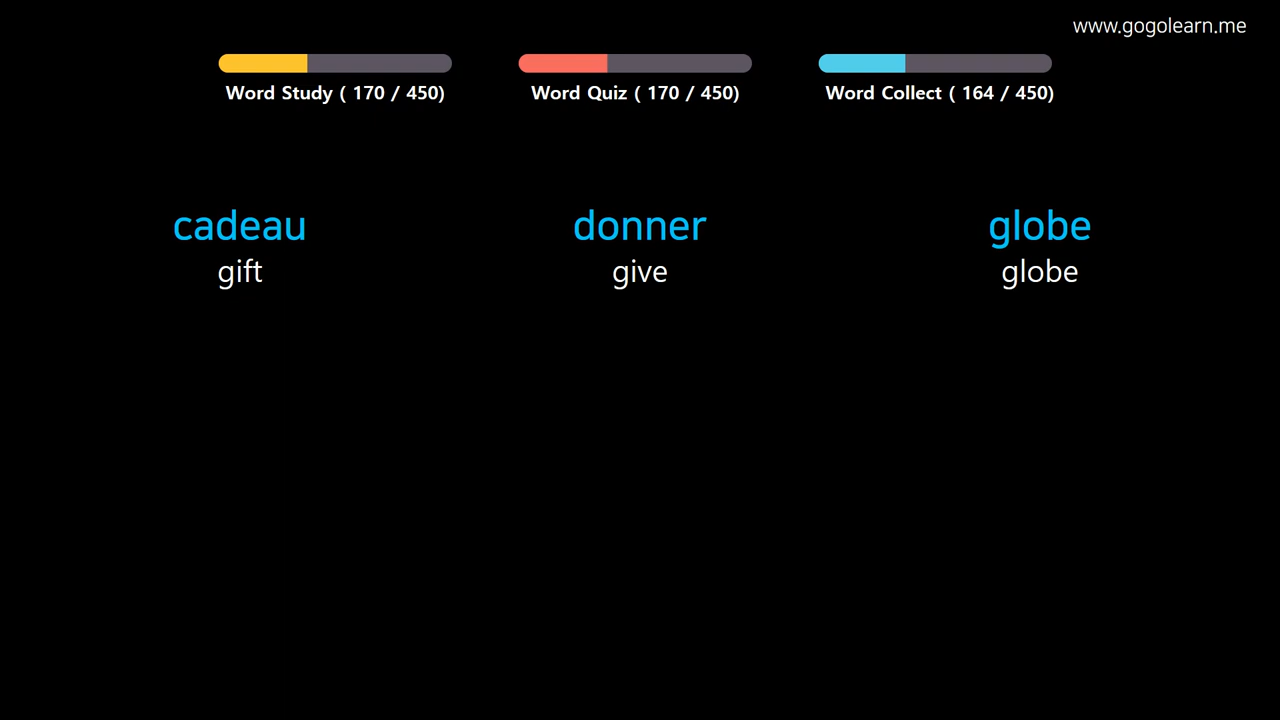 www.gogolearn.me
Word Study ( 170 / 450)
Word Quiz ( 170 / 450)
Word Collect ( 164 / 450)
cadeau
gift
donner
give
globe
globe